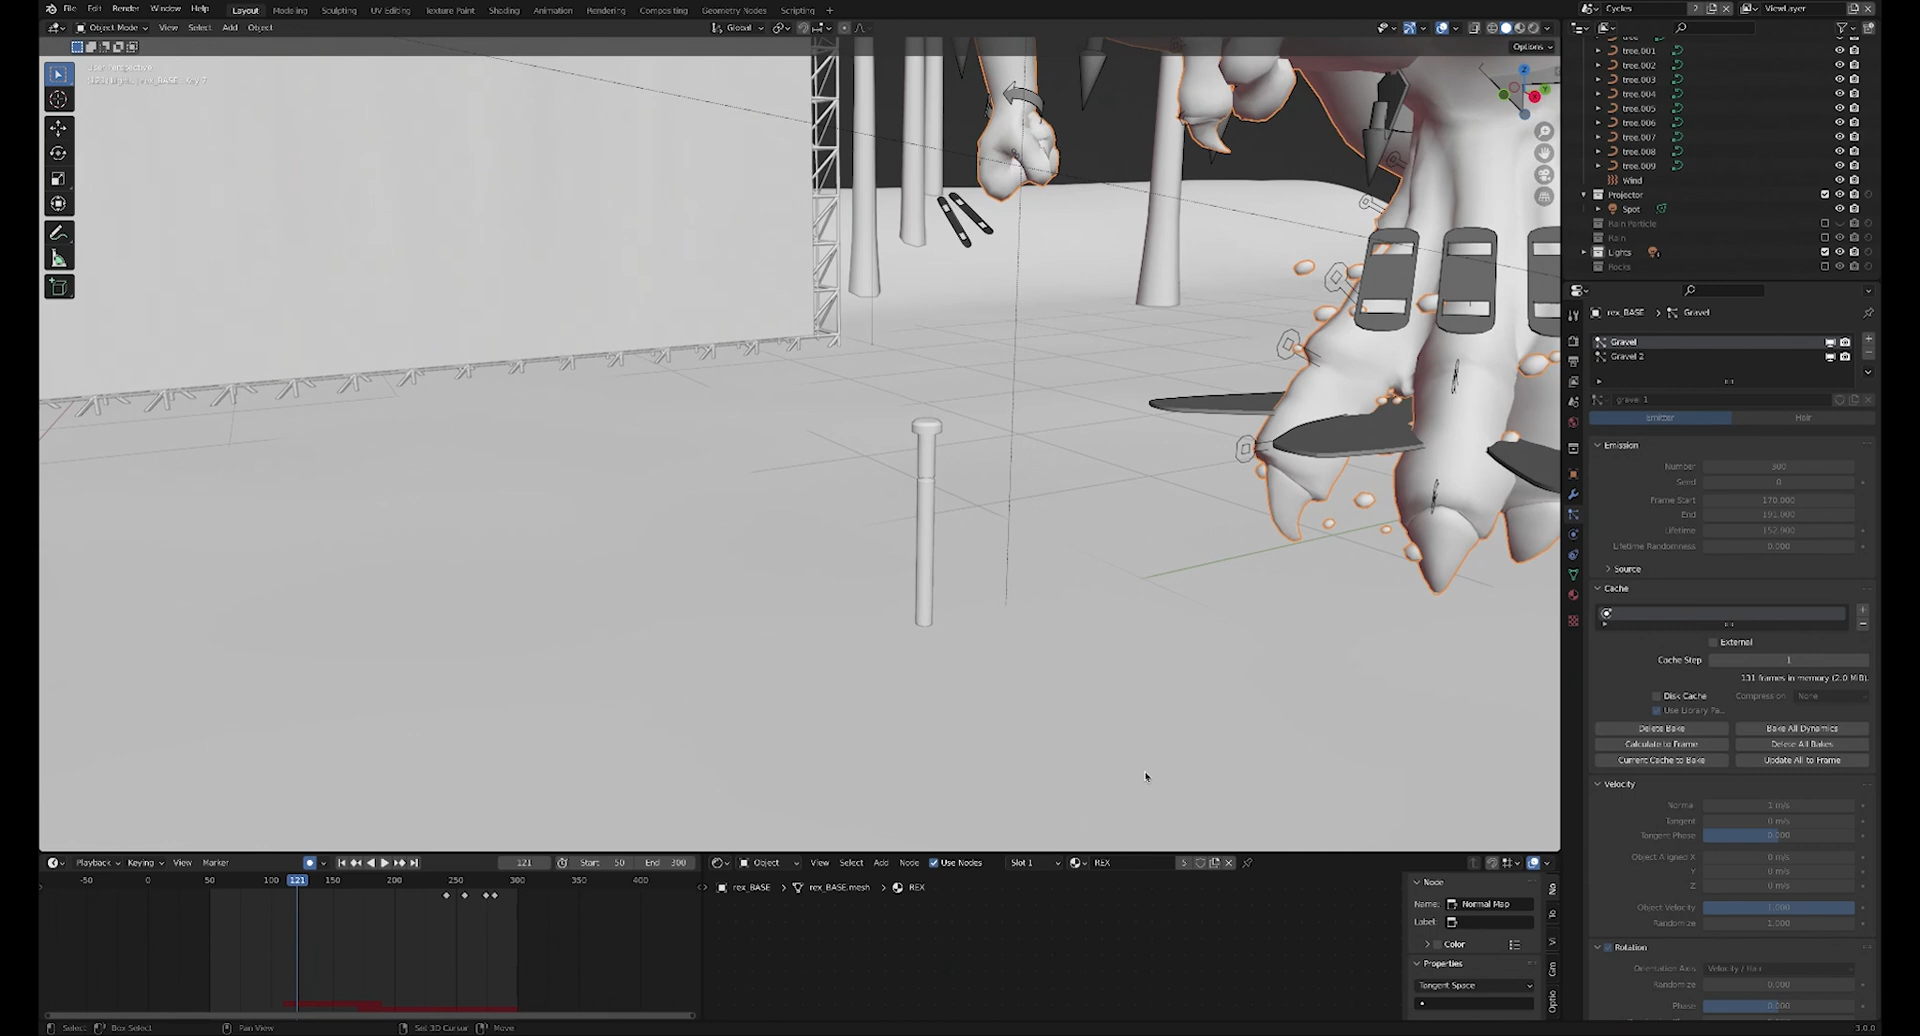 File Edit Render Window Help Layout Modeling Sculpting UV Editing Texture Paint Shading Animation Rendering Compositing Geometry Nodes Scripting + Cycles 2 ViewLayer
Object Mode View Select Add Object Global
Options
User Perspective
tree.001
tree.002
tree.003
tree.004
tree.005
tree.006
tree.007
tree.008
tree.009
Wind
Projector
Spot
Rain Particle
Rain
Lights
Rocks
rex_BASE > Gravel
Gravel
Gravel 2
Emitter Hair
Emission
Number 300
Seed 0
Frame Start 170.000
End 191.000
Lifetime 152.900
Lifetime Randomness 0.000
Source
Cache
External
Cache Step 1
131 frames in memory (2.0 MiB).
Disk Cache Compression None
Use Library Pa...
Delete Bake Bake All Dynamics
Calculate to Frame Delete All Bakes
Current Cache to Bake Update All to Frame
Velocity
Normal 1 m/s
Tangent 0 m/s
Tangent Phase 0.000
Object Aligned X 0 m/s
Y 0 m/s
Z 0 m/s
Object Velocity 1.000
Randomize 1.000
Rotation
Orientation Axis Velocity / Hair
Randomize 0.000
Phase 0.000
Playback Keying View Marker 121 Start 50 End 300
-50 0 50 100 121 150 200 250 300 350 400
Object View Select Add Node Use Nodes Slot 1 REX 5
rex_BASE > rex_BASE.mesh > REX
Node
Name: Normal Map
Label:
Color
Properties
Tangent Space
Select Box Select Pan View Set 3D Cursor Move 3.0.0